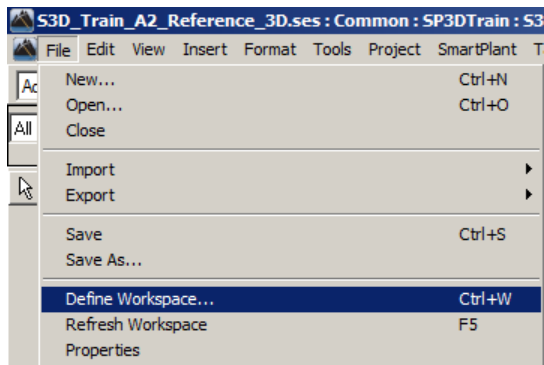 S3D_Train_A2_Reference_3D.ses : Common : SP3DTrain : S3
File Edit View Insert Format Tools Project SmartPlant T
New... Ctrl+N
Open... Ctrl+O
All Close
Import
Export
Save Ctrl+S
Save As...
Define Workspace... Ctrl+W
Refresh Workspace F5
Properties